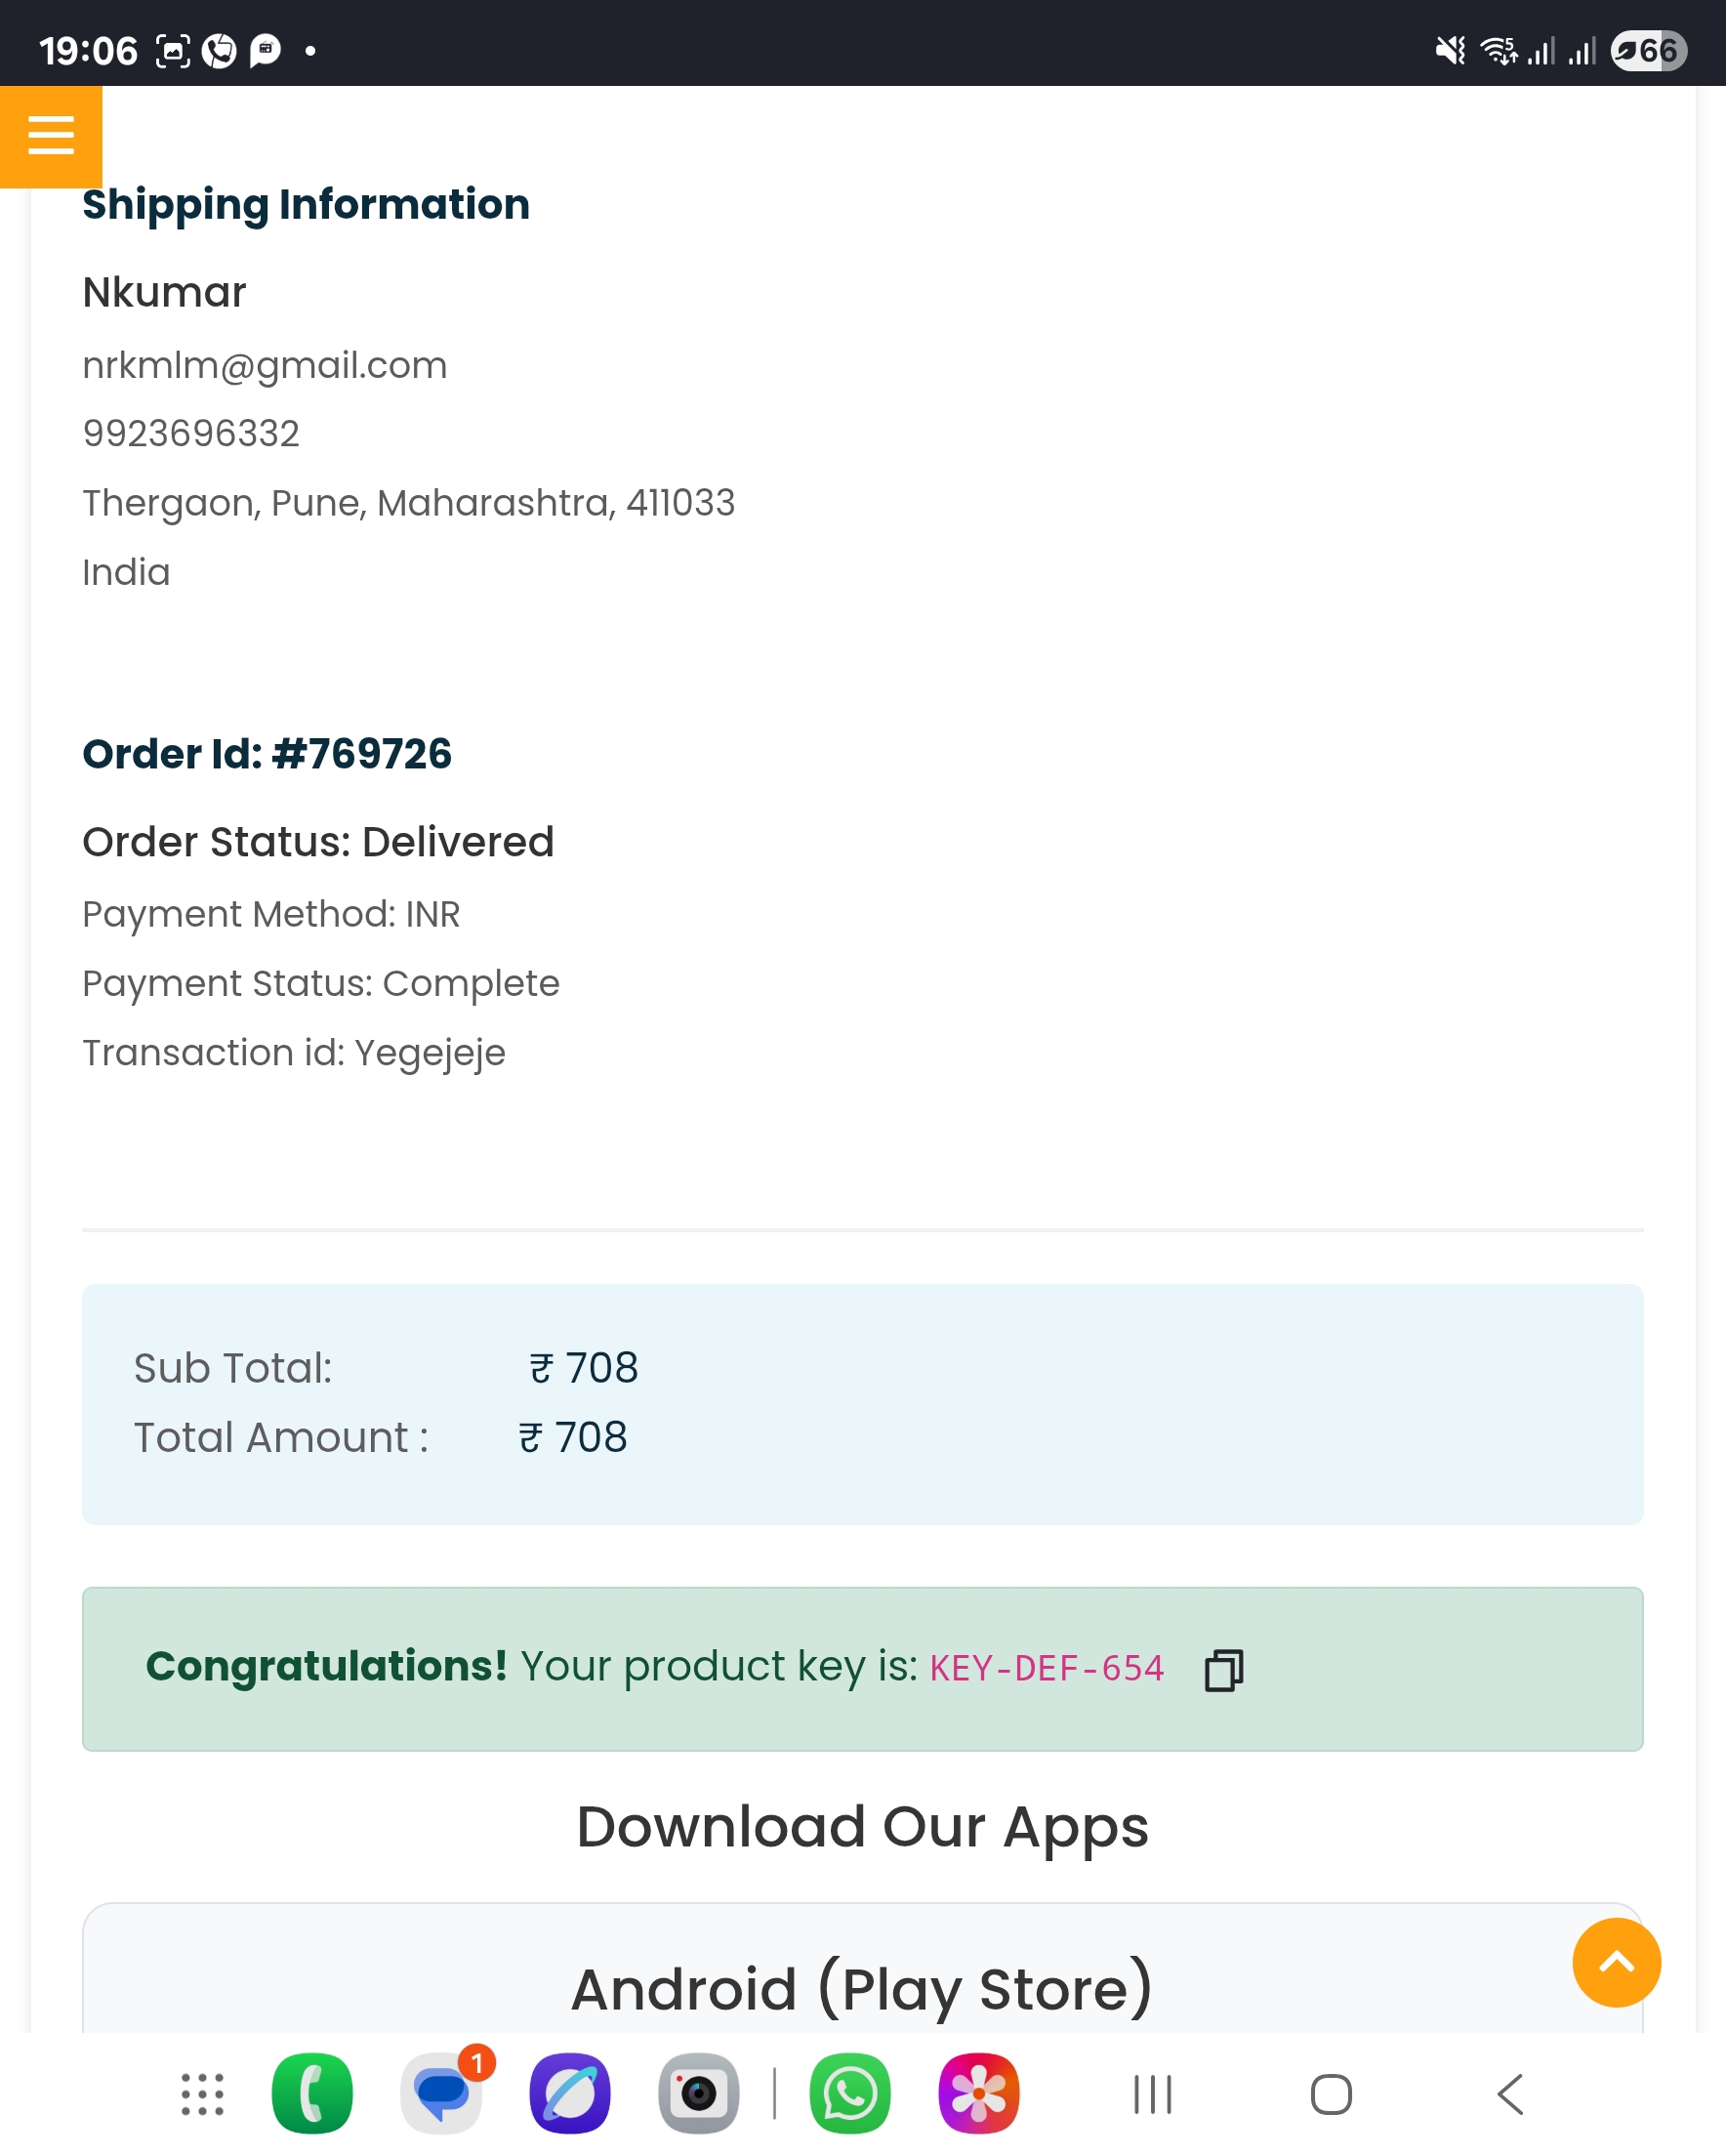 19:06
5
66
Shipping Information
Nkumar
nrkmlm@gmail.com
9923696332
Thergaon, Pune, Maharashtra, 411033
India
Order Id: #769726
Order Status: Delivered
Payment Method: INR
Payment Status: Complete
Transaction id: Yegejeje
Sub Total: ₹ 708
Total Amount : ₹ 708
Congratulations! Your product key is: KEY-DEF-654
Download Our Apps
Android (Play Store)
1